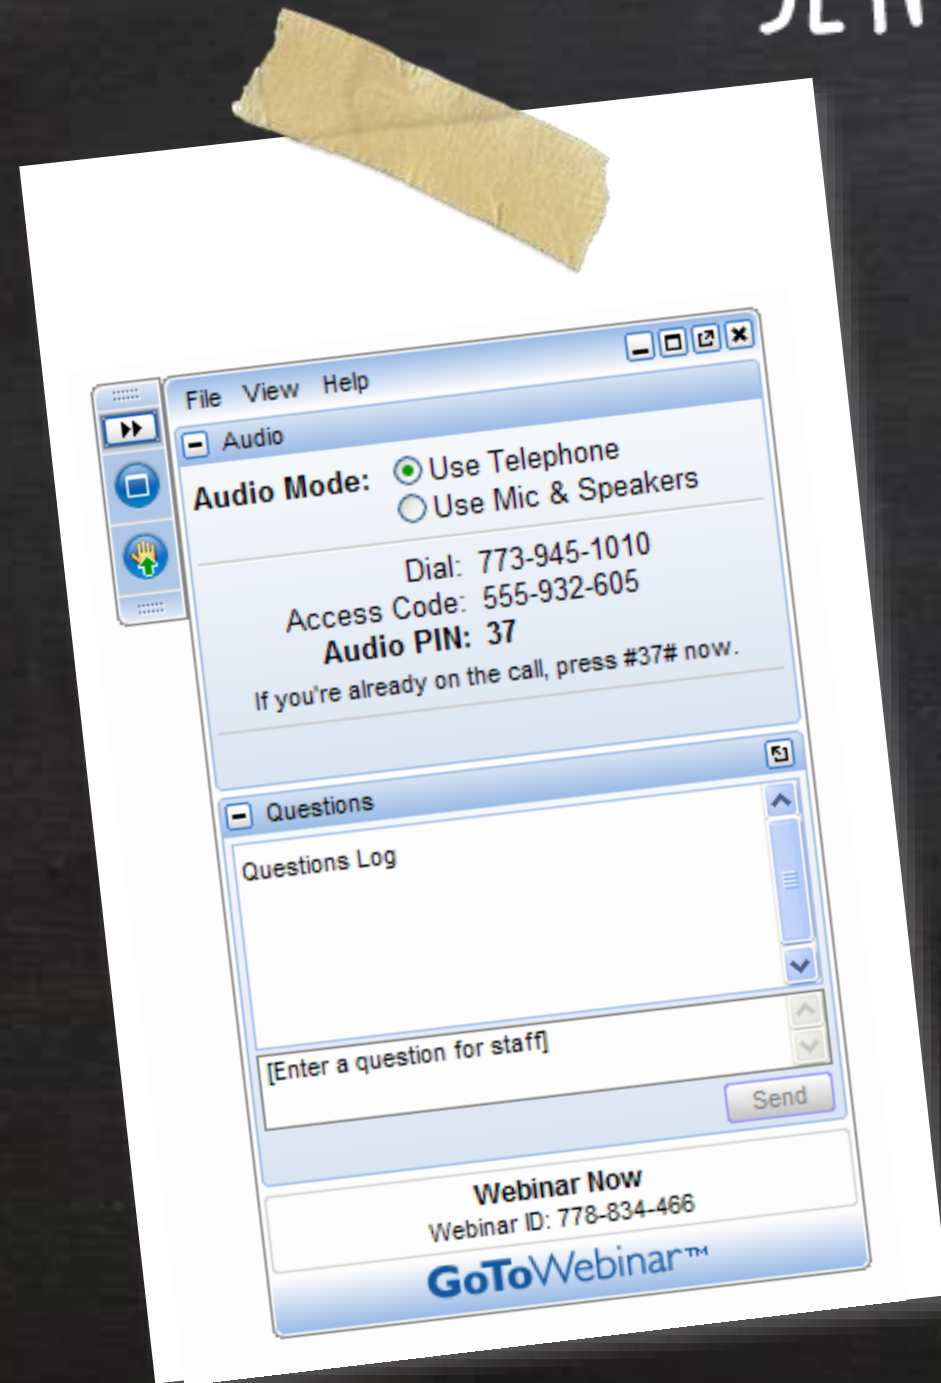 File View Help
Audio
Audio Mode: Use Telephone
Use Mic & Speakers
Dial: 773-945-1010
Access Code: 555-932-605
Audio PIN: 37
If you're already on the call, press #37# now.
Questions
Questions Log
[Enter a question for staff]
Send
Webinar Now
Webinar ID: 778-834-466
GoToWebinar™